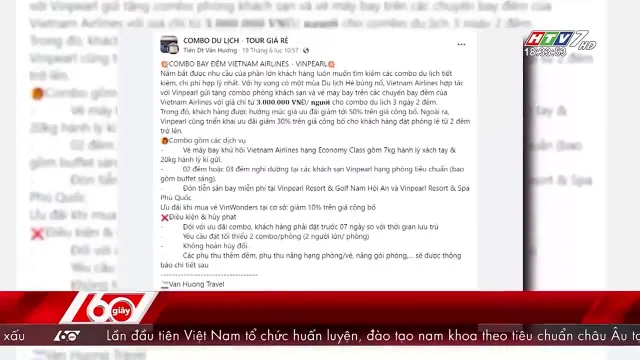 HTV7 HD
18:33:53
COMBO DU LỊCH - TOUR GIÁ RẺ
Tiến Dt Văn Hương · 19 tháng 6 lúc 10:57 ·
COMBO BAY ĐÊM VIETNAM AIRLINES - VINPEARL
Nắm bắt được nhu cầu của phần lớn khách hàng luôn muốn tìm kiếm các combo du lịch tiết
kiệm, chi phí hợp lý nhất. Với hy vọng có một mùa Du lịch Hè bùng nổ, Vietnam Airlines hợp tác
với Vinpearl gửi tặng combo phòng khách sạn và vé máy bay trên các chuyến bay đêm của
Vietnam Airlines với giá chỉ từ 3.000.000 VNĐ/ người cho combo du lịch 3 ngày 2 đêm.
Trong đó, khách hàng được hưởng mức giá ưu đãi giảm tới 50% trên giá công bố. Ngoài ra,
Vinpearl cũng triển khai ưu đãi giảm 30% trên giá công bố cho khách hàng đặt phòng lẻ từ 2 đêm
trở lên.
Combo gồm các dịch vụ
- Vé máy bay khứ hồi Vietnam Airlines hạng Economy Class gồm 7kg hành lý xách tay &
20kg hành lý kí gửi.
- 02 đêm hoặc 03 đêm nghỉ dưỡng tại các khách sạn Vinpearl hạng phòng tiêu chuẩn (bao
gồm buffet sáng).
- Đón tiễn sân bay miễn phí tại Vinpearl Resort & Golf Nam Hội An và Vinpearl Resort & Spa
Phú Quốc
Ưu đãi khi mua vé VinWonders tại cơ sở: giảm 10% trên giá công bố
Điều kiện & hủy phạt
- Đối với ưu đãi combo, khách hàng phải đặt trước 07 ngày so với thời gian lưu trú
- Yêu cầu đặt tối thiểu 2 combo/phòng (2 người lớn/ phòng)
- Không hoàn hủy đổi.
- Các phụ thu thêm đêm, phụ thu nâng hạng phòng/vé, nâng gói phòng,... sẽ được thông
báo chi tiết sau
--------------------------------
Van Huong Travel
60 giây
xấu 60 Lần đầu tiên Việt Nam tổ chức huấn luyện, đào tạo nam khoa theo tiêu chuẩn châu Âu tạ